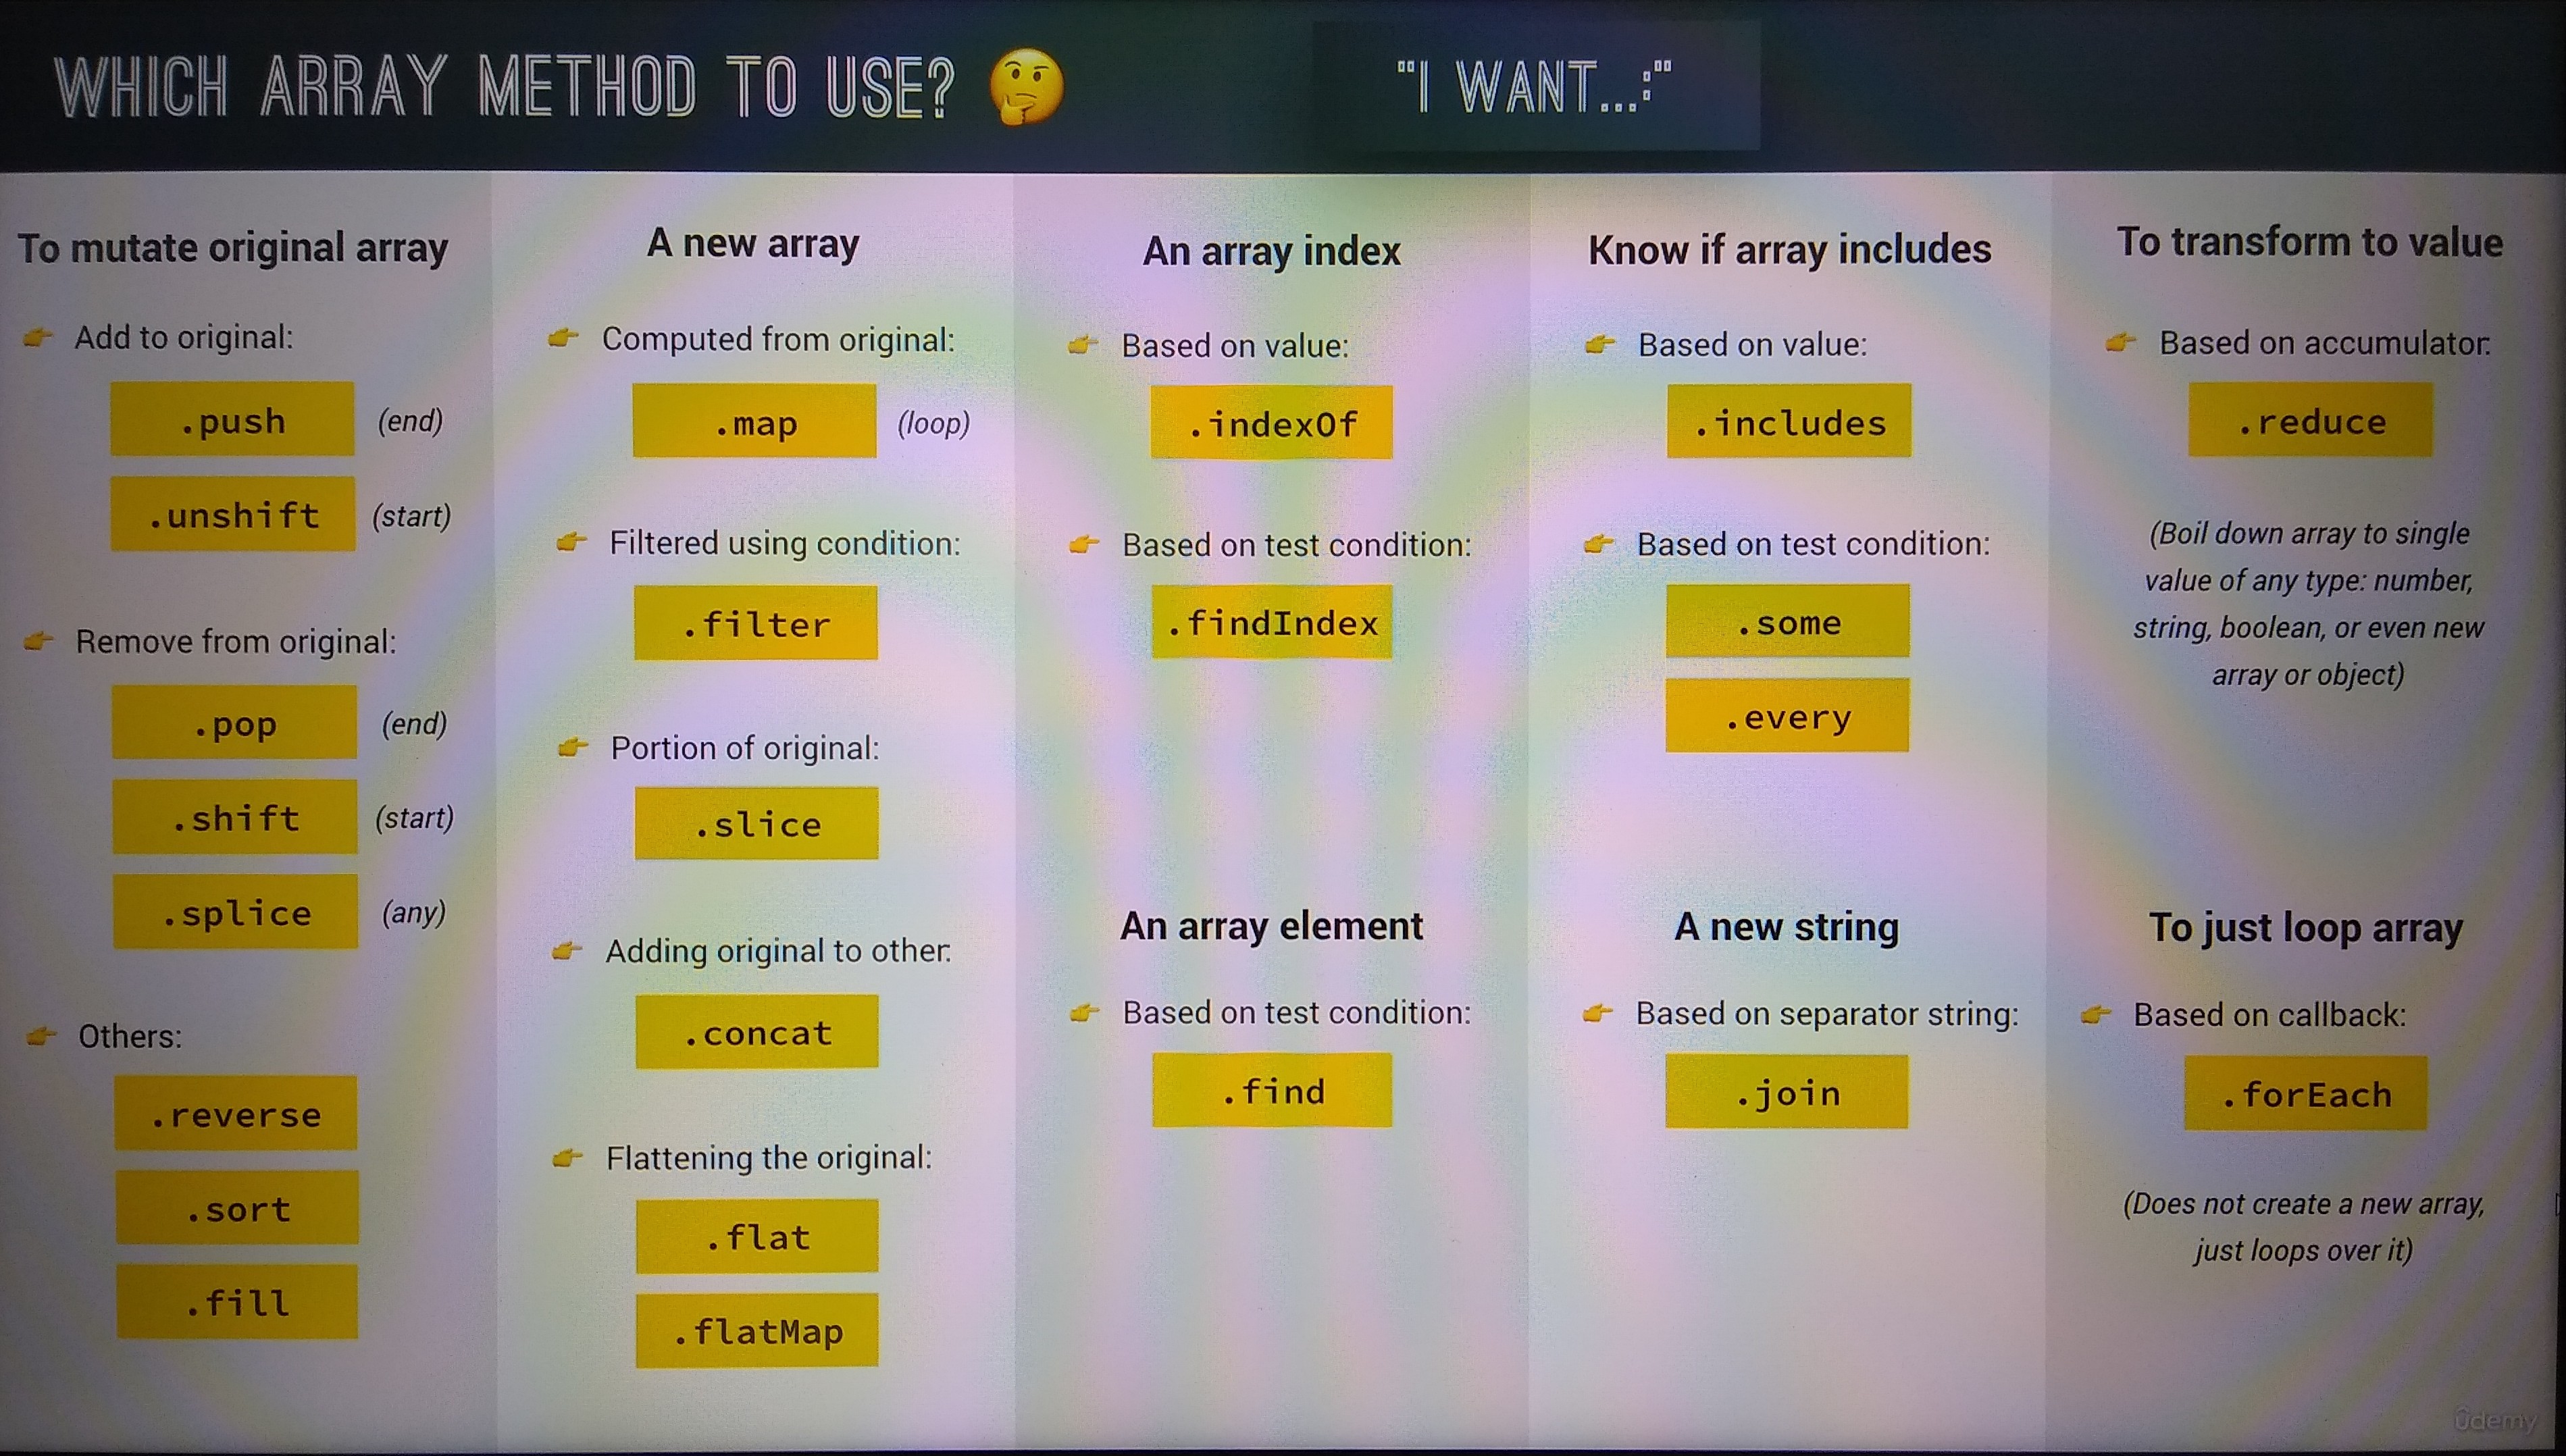 WHICH ARRAY METHOD TO USE? 🤔
"I WANT...:"
To mutate original array
👉 Add to original:
.push (end)
.unshift (start)
👉 Remove from original:
.pop (end)
.shift (start)
.splice (any)
👉 Others:
.reverse
.sort
.fill
A new array
👉 Computed from original:
.map (loop)
👉 Filtered using condition:
.filter
👉 Portion of original:
.slice
👉 Adding original to other:
.concat
👉 Flattening the original:
.flat
.flatMap
An array index
👉 Based on value:
.indexOf
👉 Based on test condition:
.findIndex
An array element
👉 Based on test condition:
.find
Know if array includes
👉 Based on value:
.includes
👉 Based on test condition:
.some
.every
A new string
👉 Based on separator string:
.join
To transform to value
👉 Based on accumulator:
.reduce
(Boil down array to single
value of any type: number,
string, boolean, or even new
array or object)
To just loop array
👉 Based on callback:
.forEach
(Does not create a new array,
just loops over it)
ûdemy